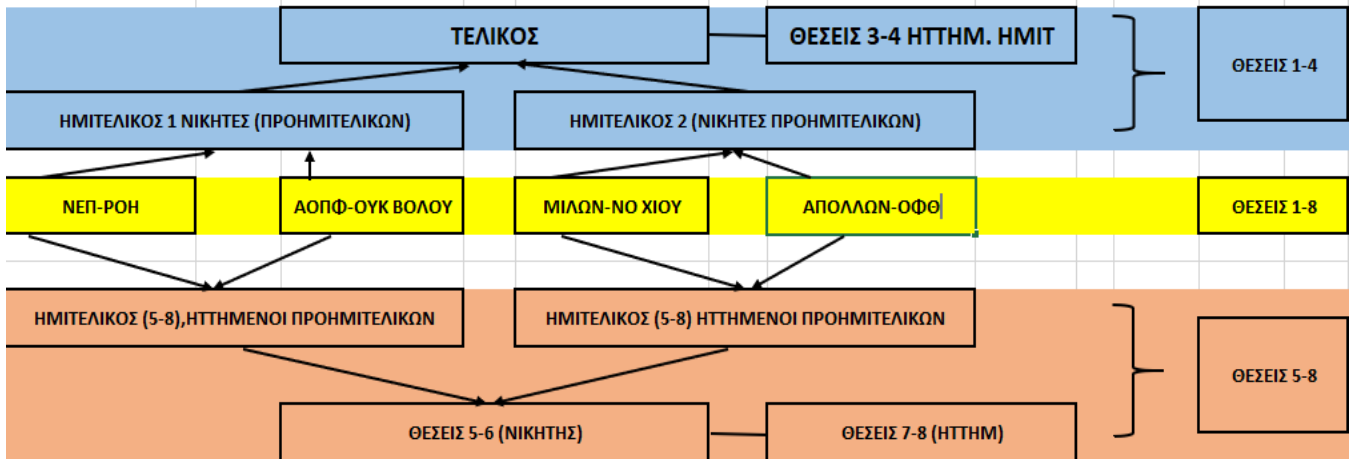 ΤΕΛΙΚΟΣ
ΘΕΣΕΙΣ 3-4 ΗΤΤΗΜ. ΗΜΙΤ
ΘΕΣΕΙΣ 1-4
ΗΜΙΤΕΛΙΚΟΣ 1 ΝΙΚΗΤΕΣ (ΠΡΟΗΜΙΤΕΛΙΚΩΝ)
ΗΜΙΤΕΛΙΚΟΣ 2 (ΝΙΚΗΤΕΣ ΠΡΟΗΜΙΤΕΛΙΚΩΝ)
ΝΕΠ-ΡΟΗ
ΑΟΠΦ-ΟΥΚ ΒΟΛΟΥ
ΜΙΛΩΝ-ΝΟ ΧΙΟΥ
ΑΠΟΛΛΩΝ-ΟΦΘ
ΘΕΣΕΙΣ 1-8
ΗΜΙΤΕΛΙΚΟΣ (5-8),ΗΤΤΗΜΕΝΟΙ ΠΡΟΗΜΙΤΕΛΙΚΩΝ
ΗΜΙΤΕΛΙΚΟΣ (5-8) ΗΤΤΗΜΕΝΟΙ ΠΡΟΗΜΙΤΕΛΙΚΩΝ
ΘΕΣΕΙΣ 5-8
ΘΕΣΕΙΣ 5-6 (ΝΙΚΗΤΗΣ)
ΘΕΣΕΙΣ 7-8 (ΗΤΤΗΜ)